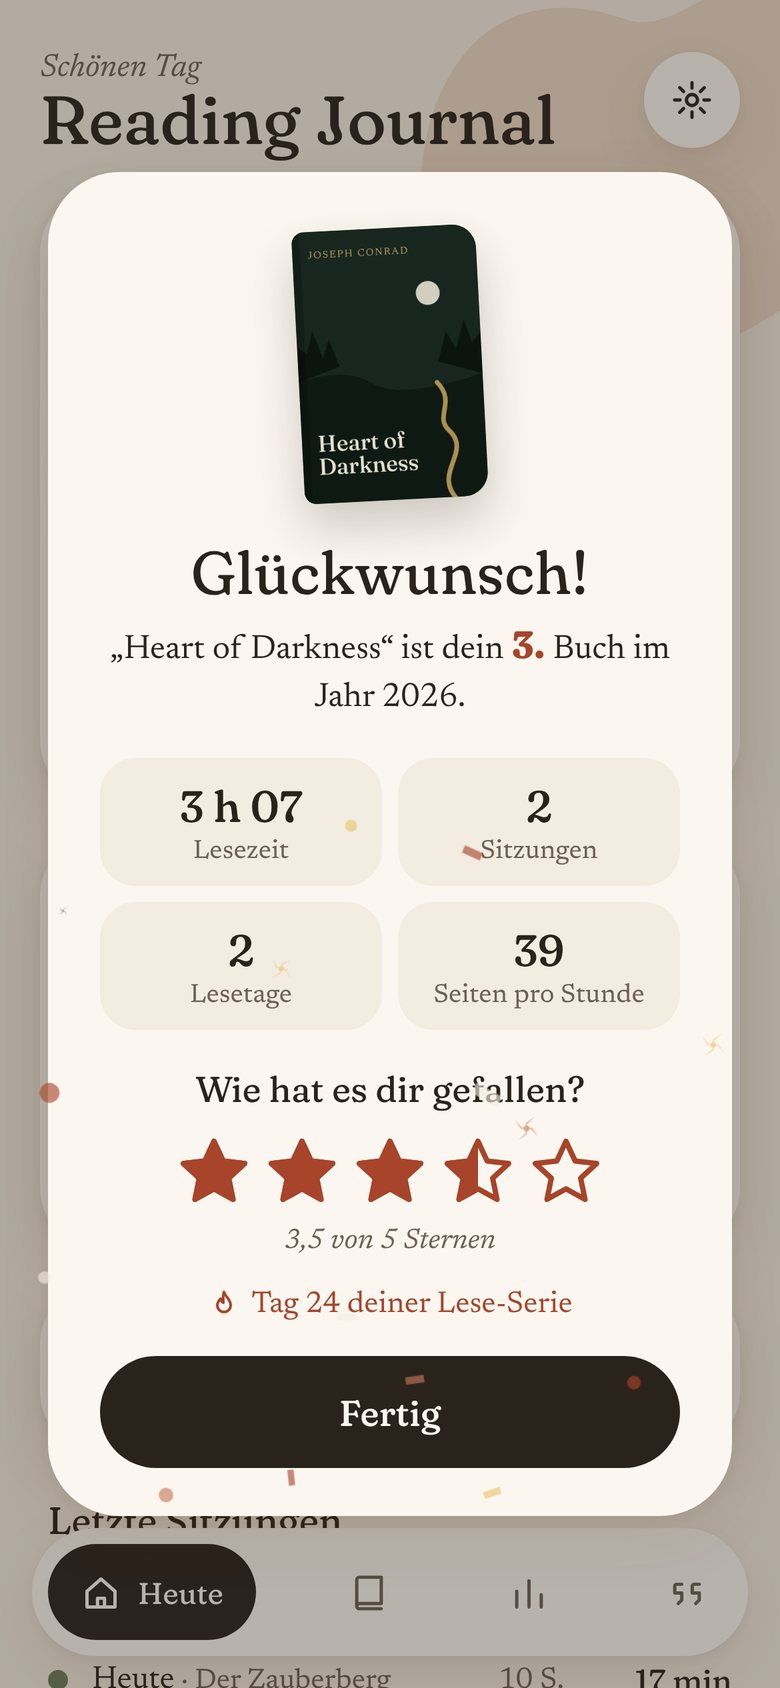 Schönen Tag
Reading Journal
JOSEPH CONRAD
Heart of
Darkness
Glückwunsch!
„Heart of Darkness“ ist dein 3. Buch im
Jahr 2026.
3 h 07
Lesezeit
2
Sitzungen
2
Lesetage
39
Seiten pro Stunde
Wie hat es dir gefallen?
3,5 von 5 Sternen
Tag 24 deiner Lese-Serie
Fertig
Letzte Sitzungen
Heute
Heute · Der Zauberberg 10 S. 17 min